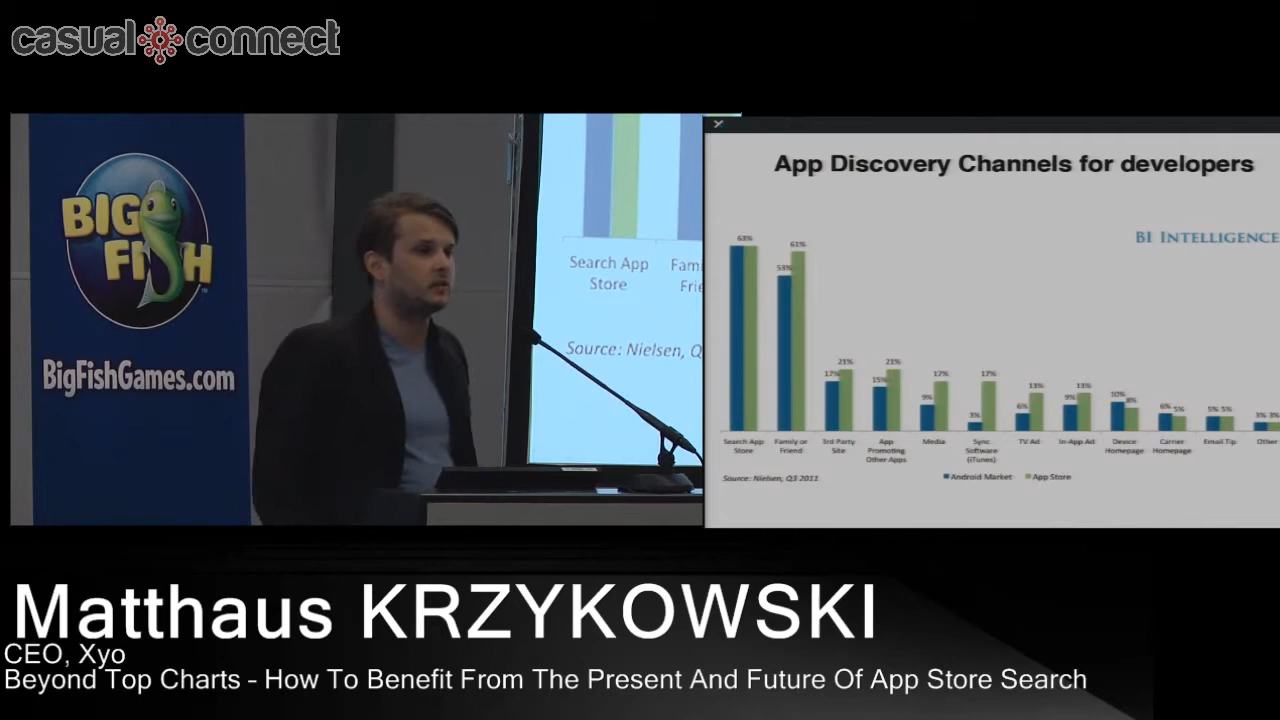 casual connect
BIG
FISH
BigFishGames.com
Search App
Store
Source: Nielsen, Q
App Discovery Channels for developers
BI INTELLIGENCE
63%
53% 61%
17% 21%
15% 21%
9% 17%
3% 17%
6% 13%
9% 13%
10% 8%
6% 5%
5% 5%
3% 3%
Search App
Store
Family or
Friend
3rd Party
Site
App
Promoting
Other Apps
Media
Sync
Software
(iTunes)
TV Ad
In-App Ad
Device
Homepage
Carrier
Homepage
Email Tip
Other
Source: Nielsen, Q3 2011
Android Market
App Store
Matthaus KRZYKOWSKI
CEO, Xyo
Beyond Top Charts - How To Benefit From The Present And Future Of App Store Search